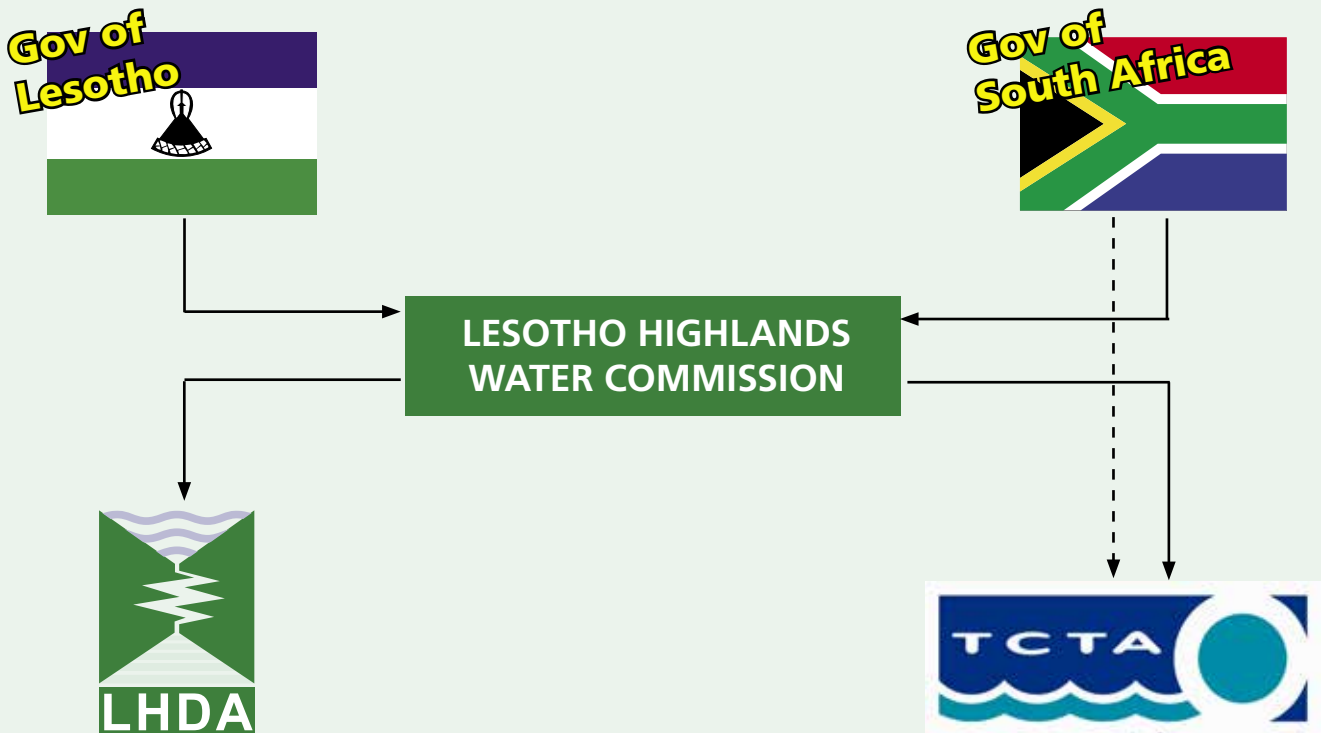 Gov of
Lesotho
Gov of
South Africa
LESOTHO HIGHLANDS
WATER COMMISSION
LHDA
TCTA